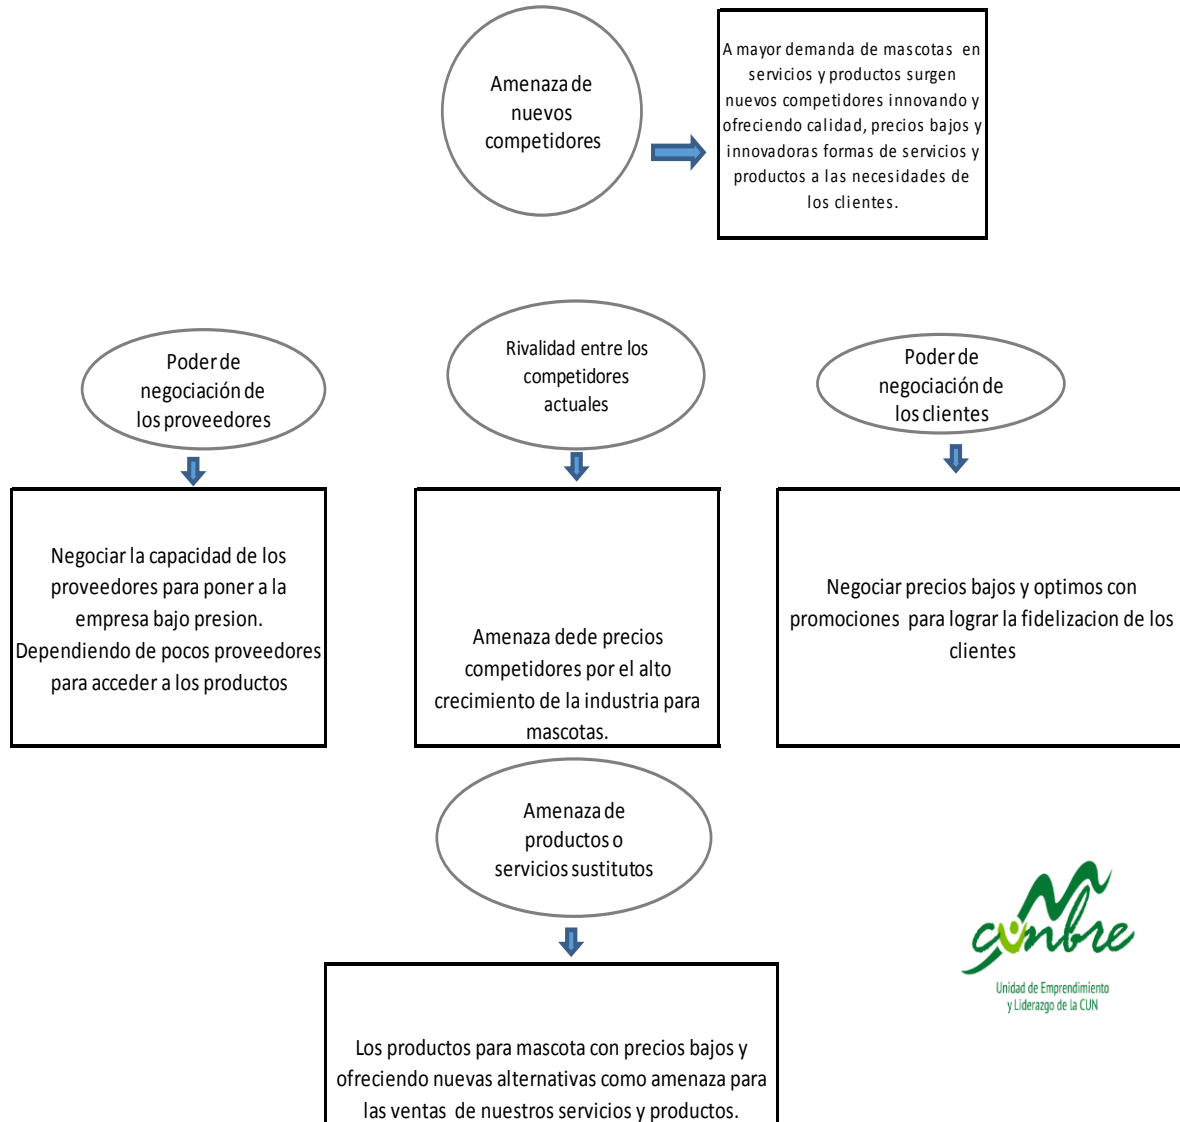 Amenaza de
nuevos
competidores
A mayor demanda de mascotas en
servicios y productos surgen
nuevos competidores innovando y
ofreciendo calidad, precios bajos y
innovadoras formas de servicios y
productos a las necesidades de
los clientes.
Poder de
negociación de
los proveedores
Rivalidad entre los
competidores
actuales
Poder de
negociación de
los clientes
Negociar la capacidad de los
proveedores para poner a la
empresa bajo presion.
Dependiendo de pocos proveedores
para acceder a los productos
Amenaza dede precios
competidores por el alto
crecimiento de la industria para
mascotas.
Negociar precios bajos y optimos con
promociones para lograr la fidelizacion de los
clientes
Amenaza de
productos o
servicios sustitutos
cunbre
Unidad de Emprendimiento
y Liderazgo de la CUN
Los productos para mascota con precios bajos y
ofreciendo nuevas alternativas como amenaza para
las ventas de nuestros servicios y productos.